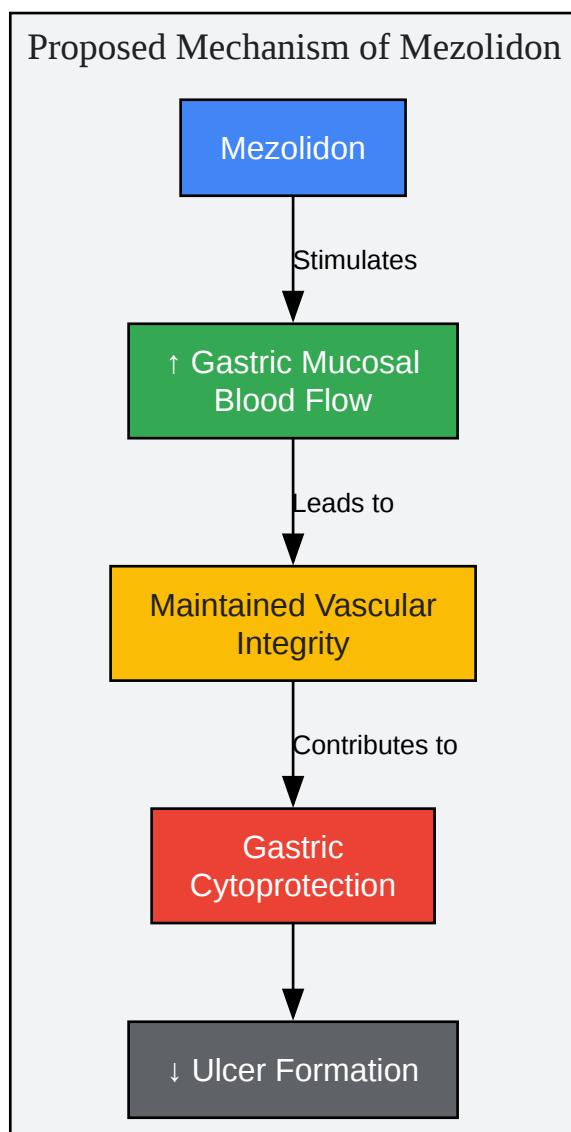 Proposed Mechanism of Mezolidon
Mezolidon
Stimulates
↑ Gastric Mucosal
Blood Flow
Leads to
Maintained Vascular
Integrity
Contributes to
Gastric
Cytoprotection
↓ Ulcer Formation